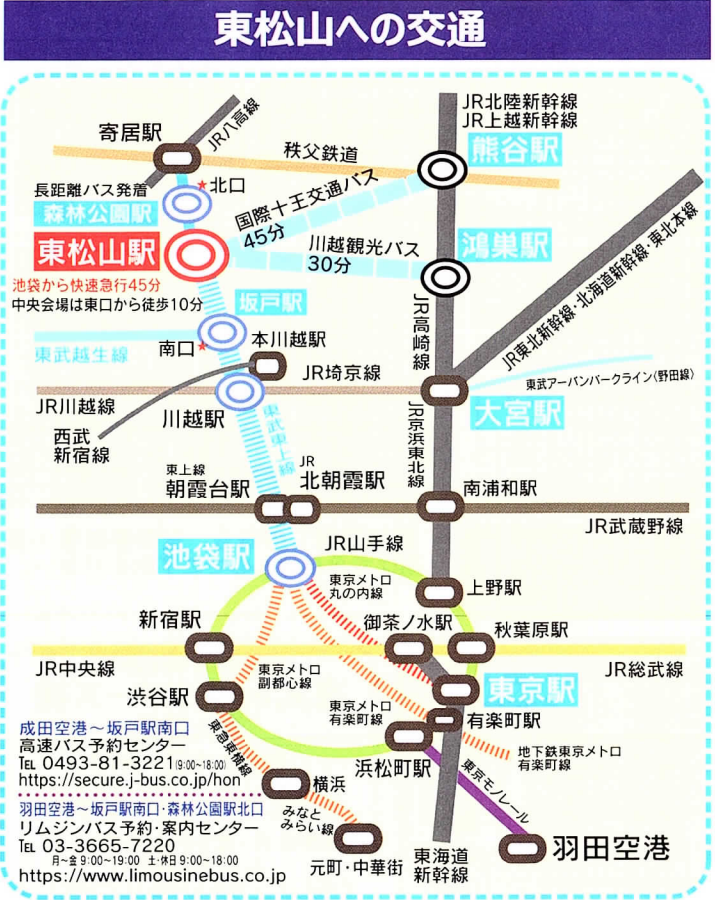 東松山への交通
JR北陸新幹線
JR上越新幹線
JR八高線
寄居駅
秩父鉄道
熊谷駅
長距離バス発着
★北口
森林公園駅
国際十王交通バス
45分
東松山駅
川越観光バス
30分
鴻巣駅
池袋から快速急行45分
中央会場は東口から徒歩10分
JR東北新幹線・北海道新幹線・東北本線
坂戸駅
JR高崎線
東武越生線
南口★
本川越駅
JR埼京線
東武アーバンパークライン(野田線)
JR川越線
川越駅
大宮駅
西武
新宿線
東武東上線
JR京浜東北線
東上線
朝霞台駅
JR
北朝霞駅
南浦和駅
JR武蔵野線
池袋駅
JR山手線
東京メトロ
丸の内線
上野駅
新宿駅
御茶ノ水駅
秋葉原駅
JR中央線
東京メトロ
副都心線
JR総武線
渋谷駅
東京駅
東京メトロ
有楽町線
有楽町駅
成田空港～坂戸駅南口
高速バス予約センター
TEL 0493-81-3221(9:00~18:00)
https://secure.j-bus.co.jp/hon
東急東横線
浜松町駅
地下鉄東京メトロ
有楽町線
横浜
東京モノレール
羽田空港～坂戸駅南口・森林公園駅北口
リムジンバス予約・案内センター
TEL 03-3665-7220
月～金 9:00~19:00 土・休日 9:00~18:00
https://www.limousinebus.co.jp
みなと
みらい線
元町・中華街
東海道
新幹線
羽田空港